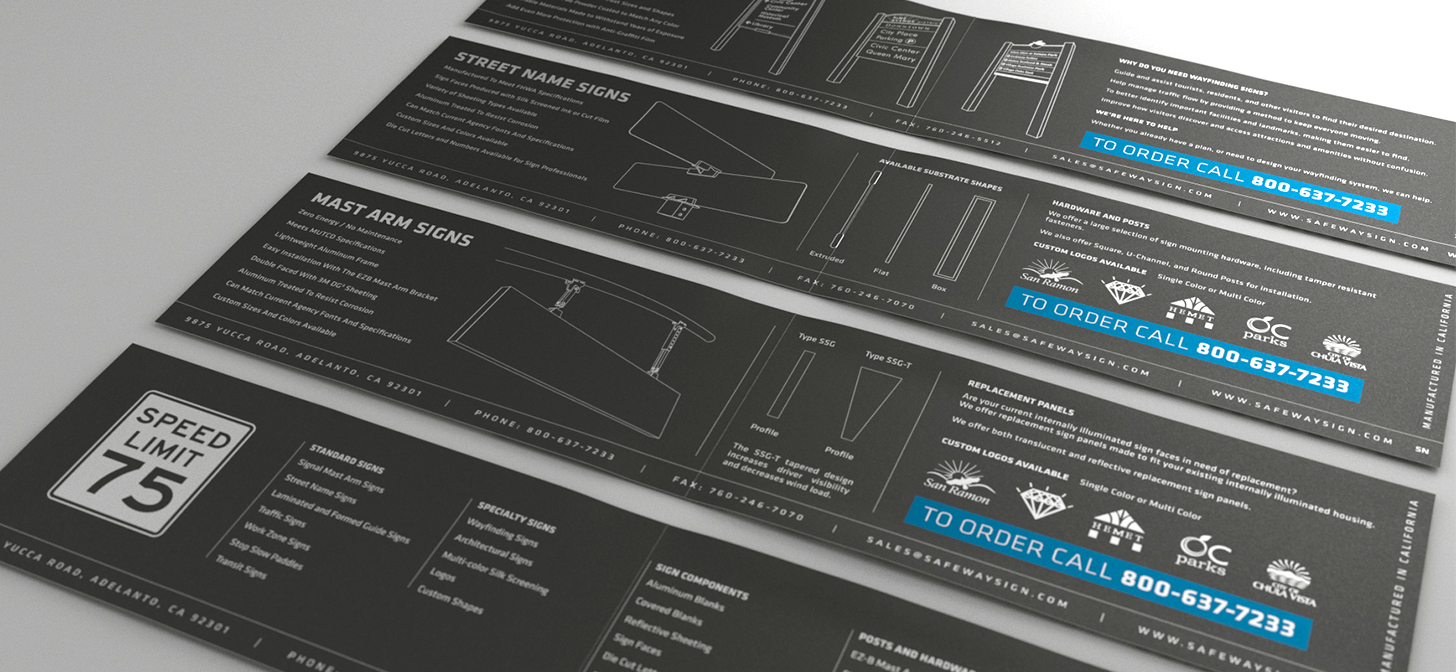 Sizes and Shapes
Powder Coated to Match Any Color
Materials Made to Withstand Years of Exposure
Add Even More Protection with Anti-Graffiti Film
9875 YUCCA ROAD, ADELANTO, CA 92301 | PHONE: 800-637-7233 | FAX: 760-246-5512 | SALES@SAFEWAYSIGN.COM | WWW.SAFEWAYSIGN.COM
Civic Center
Community
Center
Library
DOWNTOWN
City Place
Parking P
Civic Center
Queen Mary
WHY DO YOU NEED WAYFINDING SIGNS?
Guide and assist tourists, residents, and other visitors to find their desired destination.
Help manage traffic flow by providing a method to keep everyone moving.
To better identify important facilities and landmarks, making them easier to find.
Improve how visitors discover and access attractions and amenities without confusion.
WE'RE HERE TO HELP
Whether you already have a plan, or need to design your wayfinding system, we can help.
TO ORDER CALL 800-637-7233
STREET NAME SIGNS
Manufactured To Meet FHWA Specifications
Sign Faces Produced with Silk Screened Ink or Cut Film
Variety of Sheeting Types Available
Aluminum Treated To Resist Corrosion
Can Match Current Agency Fonts And Specifications
Custom Sizes And Colors Available
Die Cut Letters and Numbers Available for Sign Professionals
9875 YUCCA ROAD, ADELANTO, CA 92301 | PHONE: 800-637-7233 | FAX: 760-246-7070 | SALES@SAFEWAYSIGN.COM | WWW.SAFEWAYSIGN.COM
AVAILABLE SUBSTRATE SHAPES
Extruded
Flat
Box
HARDWARE AND POSTS
We offer a large selection of sign mounting hardware, including tamper resistant
fasteners.
We also offer Square, U-Channel, and Round Posts for installation.
CUSTOM LOGOS AVAILABLE Single Color or Multi Color
San Ramon
HEMET
OC
parks
CITY OF
CHULA VISTA
TO ORDER CALL 800-637-7233
MANUFACTURED IN CALIFORNIA
SN
MAST ARM SIGNS
Zero Energy / No Maintenance
Meets MUTCD Specifications
Lightweight Aluminum Frame
Easy Installation With The EZB Mast Arm Bracket
Double Faced With 3M DG³ Sheeting
Aluminum Treated To Resist Corrosion
Can Match Current Agency Fonts And Specifications
Custom Sizes And Colors Available
9875 YUCCA ROAD, ADELANTO, CA 92301 | PHONE: 800-637-7233 | FAX: 760-246-7070 | SALES@SAFEWAYSIGN.COM | WWW.SAFEWAYS
Type SSG
Type SSG-T
Profile
Profile
The SSG-T tapered design
increases driver visibility
and decreases wind load.
REPLACEMENT PANELS
Are your current internally illuminated sign faces in need of replacement?
We offer replacement sign panels made to fit your existing internally illuminated housing.
We offer both translucent and reflective replacement sign panels.
CUSTOM LOGOS AVAILABLE Single Color or Multi Color
San Ramon
HEMET
OC
parks
CITY OF
CHULA VISTA
TO ORDER CALL 800-637-7233
MANUFACTURED IN CALIFORNIA
SPEED
LIMIT
75
STANDARD SIGNS
Signal Mast Arm Signs
Street Name Signs
Laminated and Formed Guide Signs
Traffic Signs
Work Zone Signs
Stop Slow Paddles
Transit Signs
SPECIALTY SIGNS
Wayfinding Signs
Architectural Signs
Multi-color Silk Screening
Logos
Custom Shapes
SIGN COMPONENTS
Aluminum Blanks
Covered Blanks
Reflective Sheeting
Sign Faces
Die Cut Letters
POSTS AND HARDWARE
EZ-B Mast
YUCCA ROAD, ADELANTO, CA 92301 | PHONE